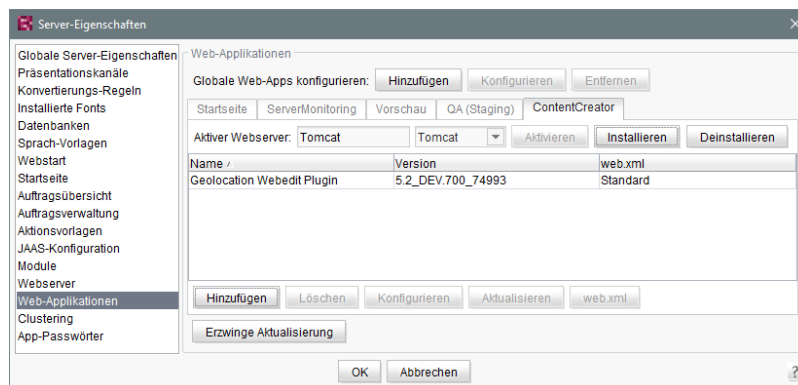 Server-Eigenschaften
Globale Server-Eigenschaften
Präsentationskanäle
Konvertierungs-Regeln
Installierte Fonts
Datenbanken
Sprach-Vorlagen
Webstart
Startseite
Auftragsübersicht
Auftragsverwaltung
Aktionsvorlagen
JAAS-Konfiguration
Module
Webserver
Web-Applikationen
Clustering
App-Passwörter
Web-Applikationen
Globale Web-Apps konfigurieren: Hinzufügen Konfigurieren Entfernen
Startseite ServerMonitoring Vorschau QA (Staging) ContentCreator
Aktiver Webserver: Tomcat Tomcat Aktivieren Installieren Deinstallieren
Name Version web.xml
Geolocation Webedit Plugin 5.2_DEV.700_74993 Standard
Hinzufügen Löschen Konfigurieren Aktualisieren web.xml
Erzwinge Aktualisierung
OK Abbrechen ?